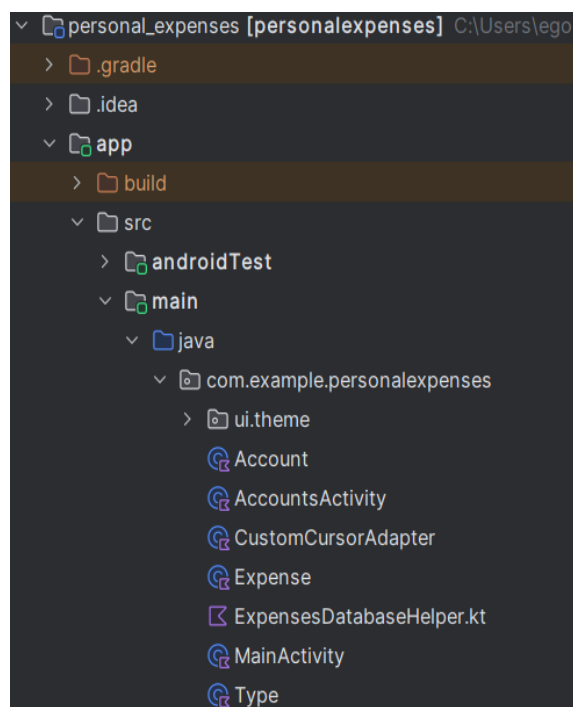 personal_expenses [personalexpenses] C:\Users\ego
.gradle
.idea
app
build
src
androidTest
main
java
com.example.personalexpenses
ui.theme
Account
AccountsActivity
CustomCursorAdapter
Expense
ExpensesDatabaseHelper.kt
MainActivity
Type